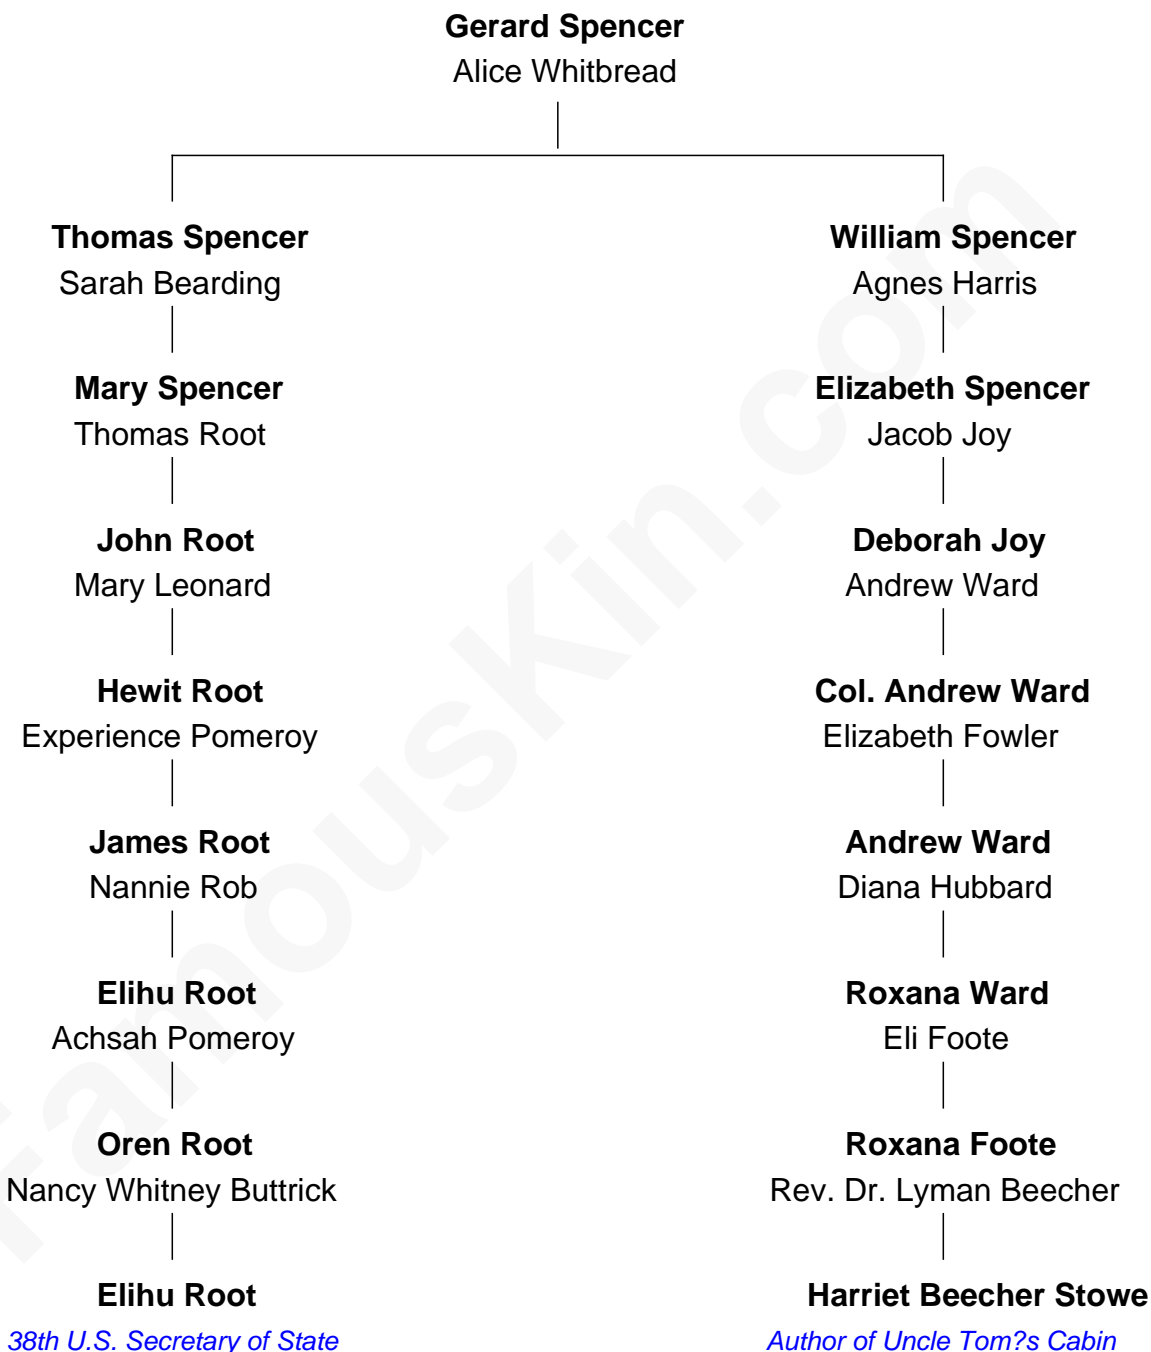 Gerard Spencer
Alice Whitbread
Thomas Spencer
Sarah Bearding
William Spencer
Agnes Harris
Mary Spencer
Thomas Root
Elizabeth Spencer
Jacob Joy
John Root
Mary Leonard
Deborah Joy
Andrew Ward
Hewit Root
Experience Pomeroy
Col. Andrew Ward
Elizabeth Fowler
James Root
Nannie Rob
Andrew Ward
Diana Hubbard
Elihu Root
Achsah Pomeroy
Roxana Ward
Eli Foote
Oren Root
Nancy Whitney Buttrick
Roxana Foote
Rev. Dr. Lyman Beecher
Elihu Root
38th U.S. Secretary of State
Harriet Beecher Stowe
Author of Uncle Tom?s Cabin
FamousKin.com